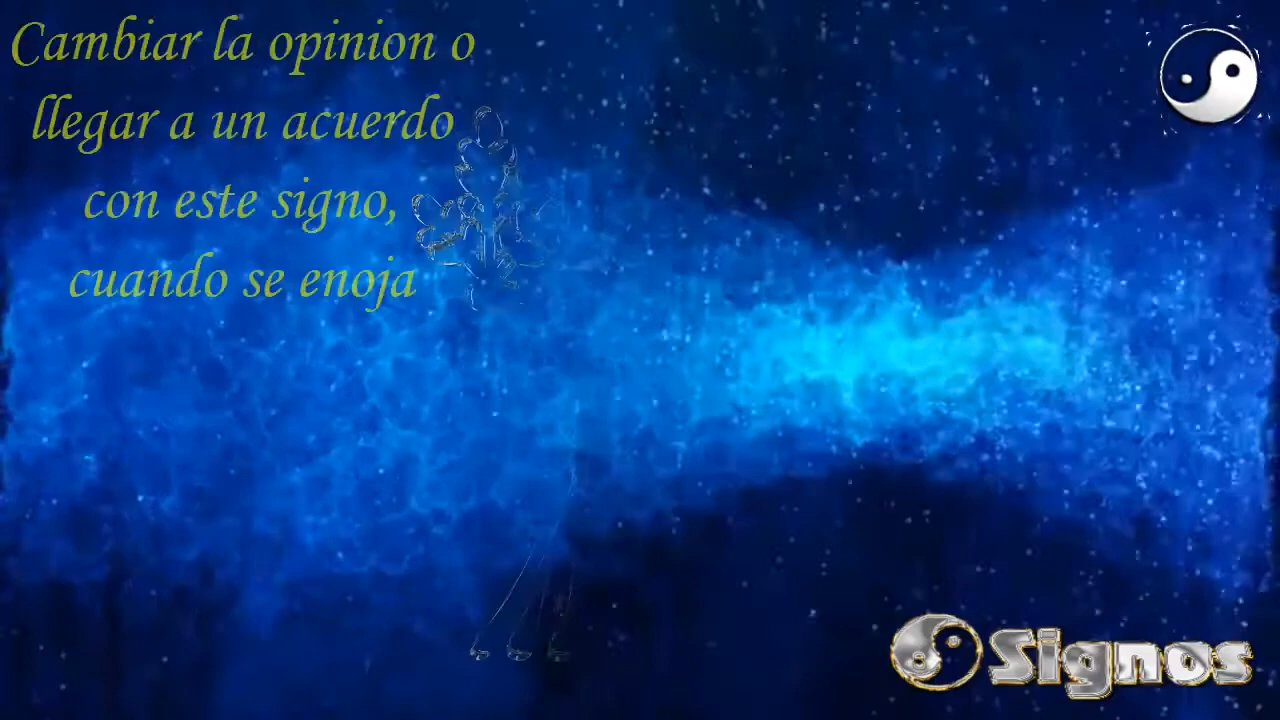 Cambiar la opinion o
llegar a un acuerdo
con este signo,
cuando se enoja
Signos